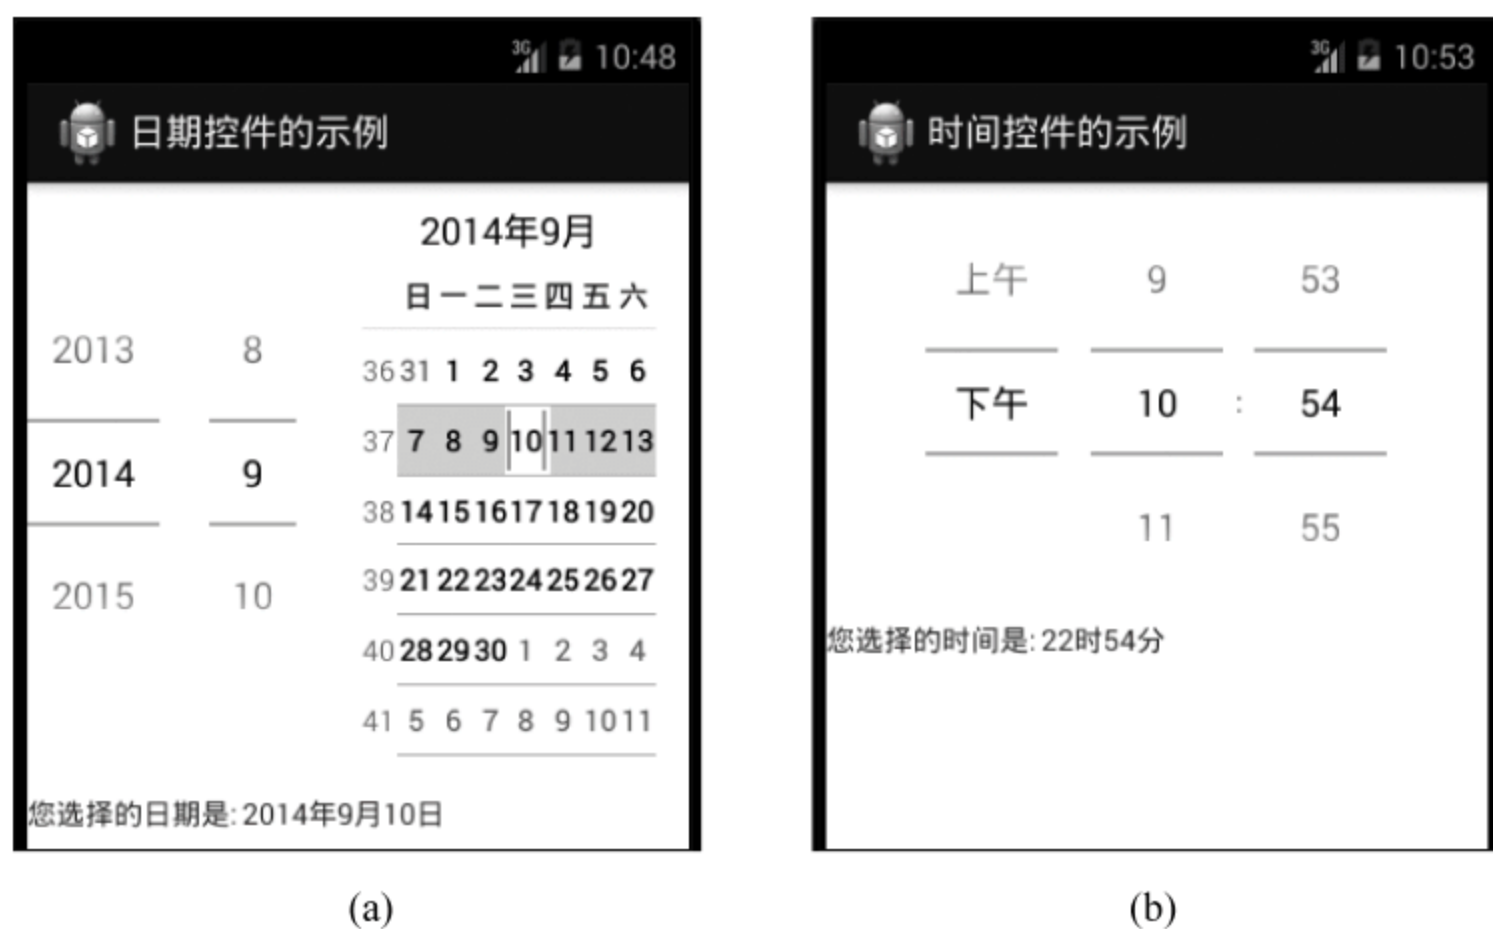 3G 10:48
日期控件的示例
2014年9月
日 一 二 三 四 五 六
2013 8
36 31 1 2 3 4 5 6
37 7 8 9 10 11 12 13
2014 9
38 14 15 16 17 18 19 20
39 21 22 23 24 25 26 27
2015 10
40 28 29 30 1 2 3 4
41 5 6 7 8 9 10 11
您选择的日期是: 2014年9月10日
(a)
3G 10:53
时间控件的示例
上午 9 53
下午 10 : 54
11 55
您选择的时间是: 22时54分
(b)